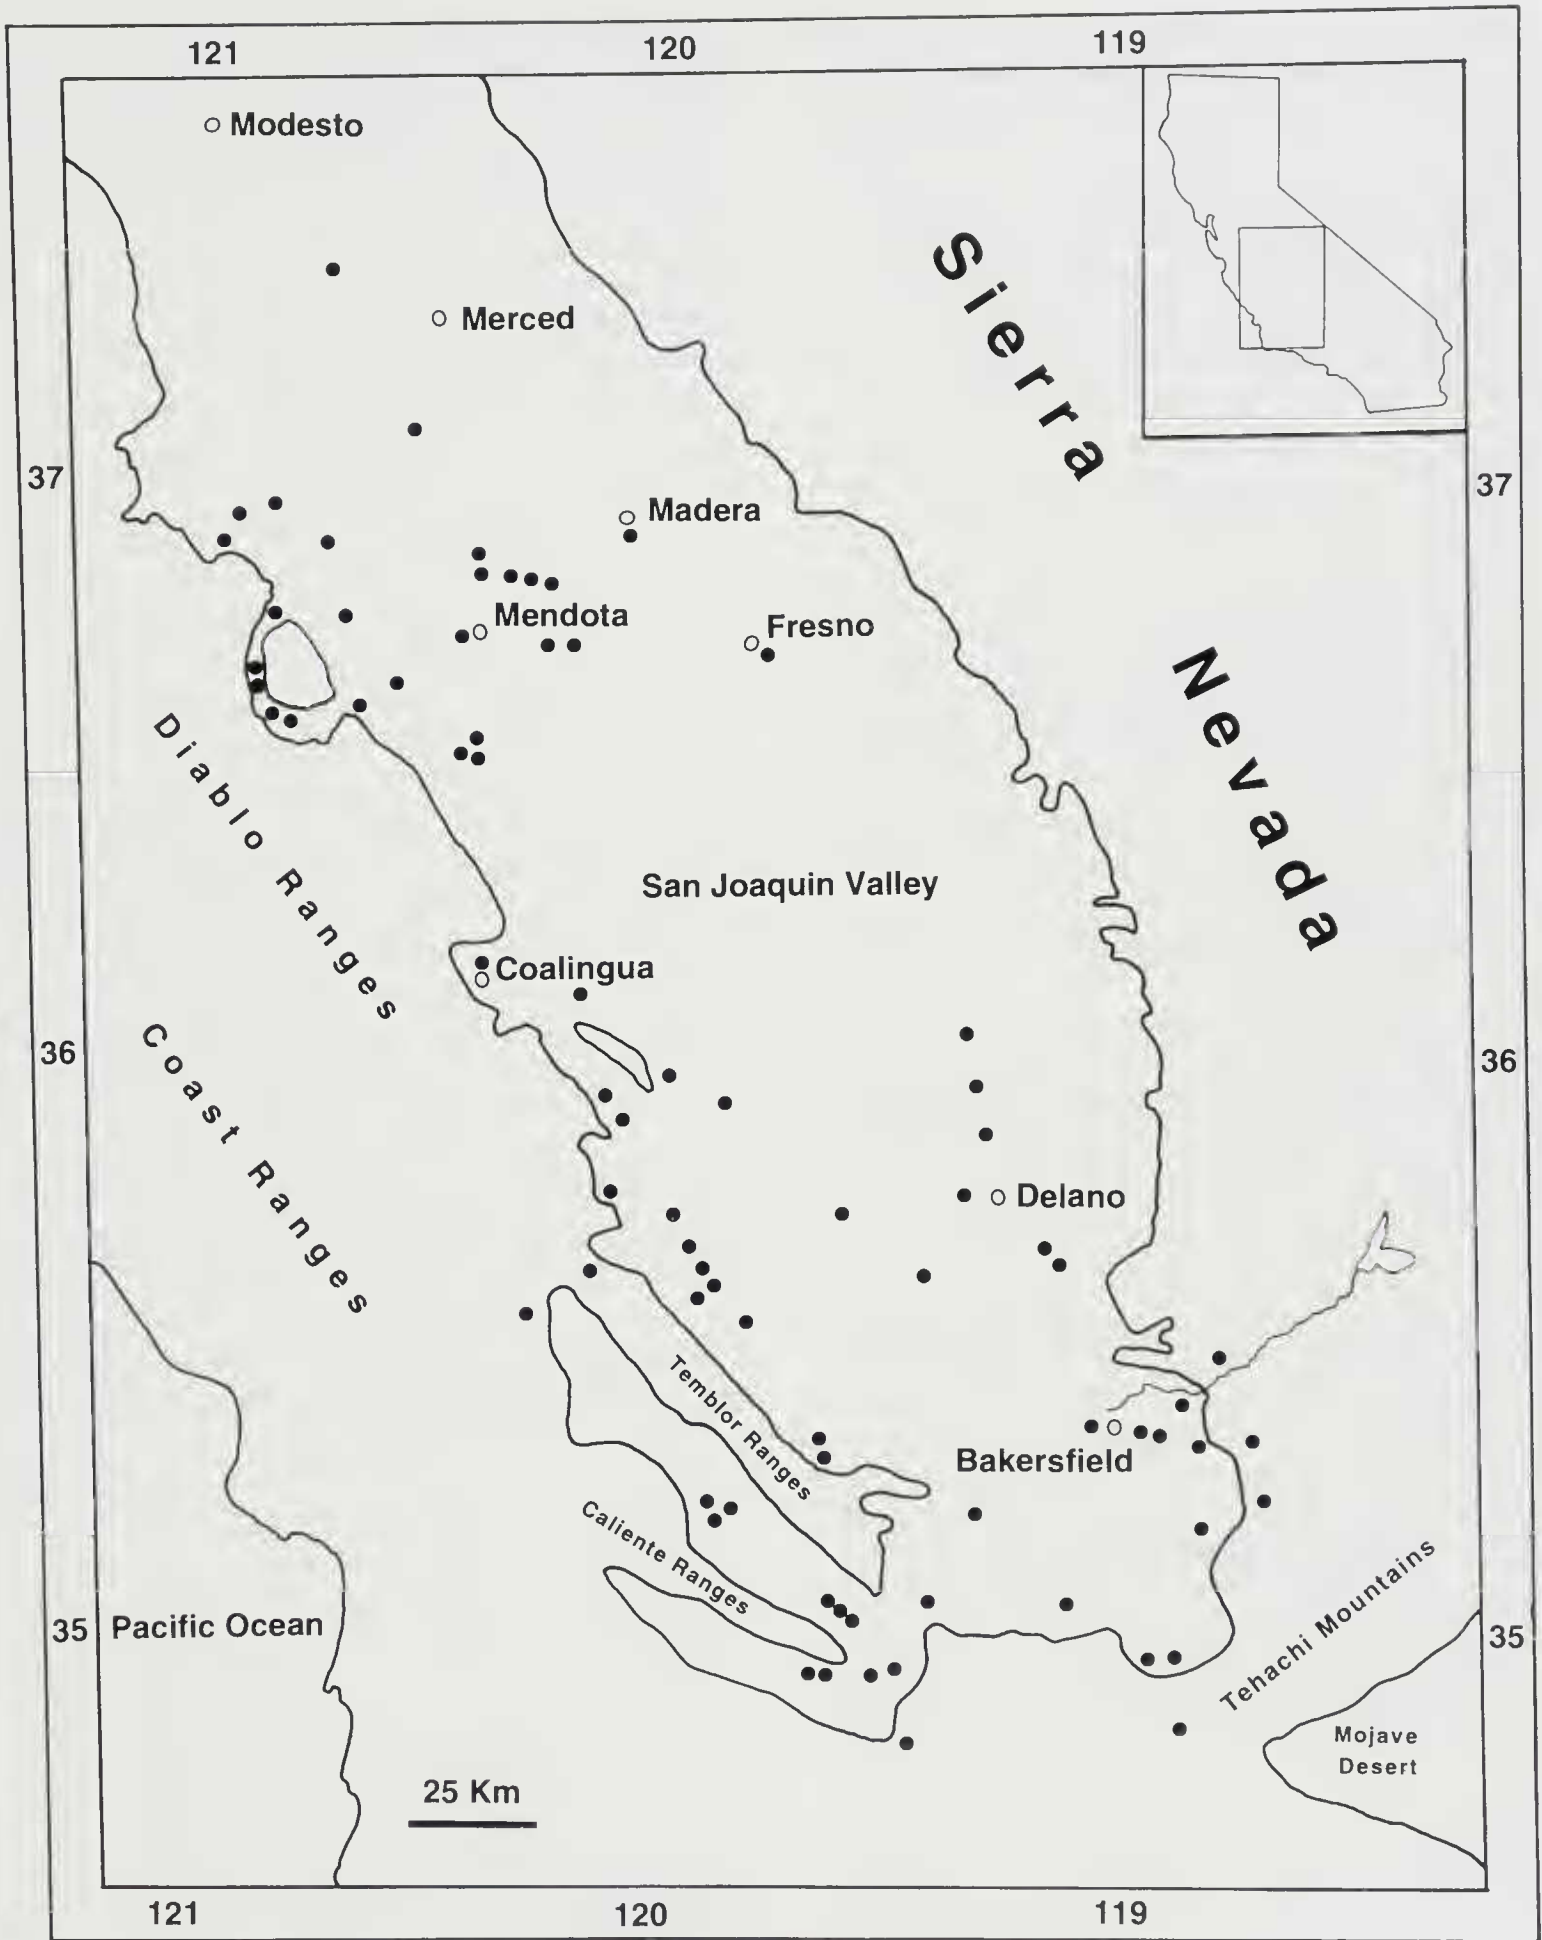 121 120 119
Modesto
Merced
Sierra
37 37
Madera
Mendota
Fresno
Nevada
Diablo Ranges
San Joaquin Valley
Coalingua
36 36
Coast Ranges
Delano
Temblor Ranges
Bakersfield
Caliente Ranges
Tehachi Mountains
35 Pacific Ocean 35
Mojave
Desert
25 Km
121 120 119